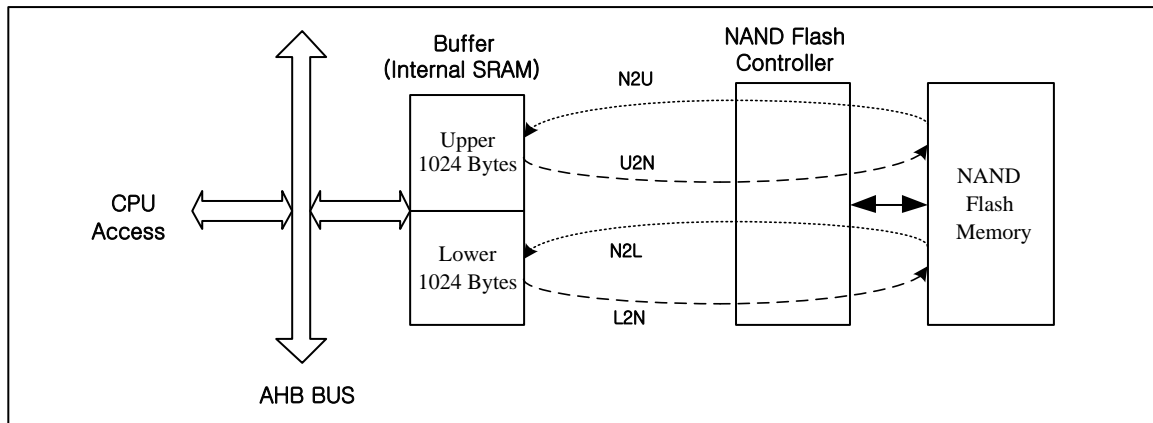 Buffer
(Internal SRAM)
NAND Flash
Controller
N2U
Upper
1024 Bytes
U2N
NAND
Flash
Memory
CPU
Access
Lower
1024 Bytes
N2L
L2N
AHB BUS